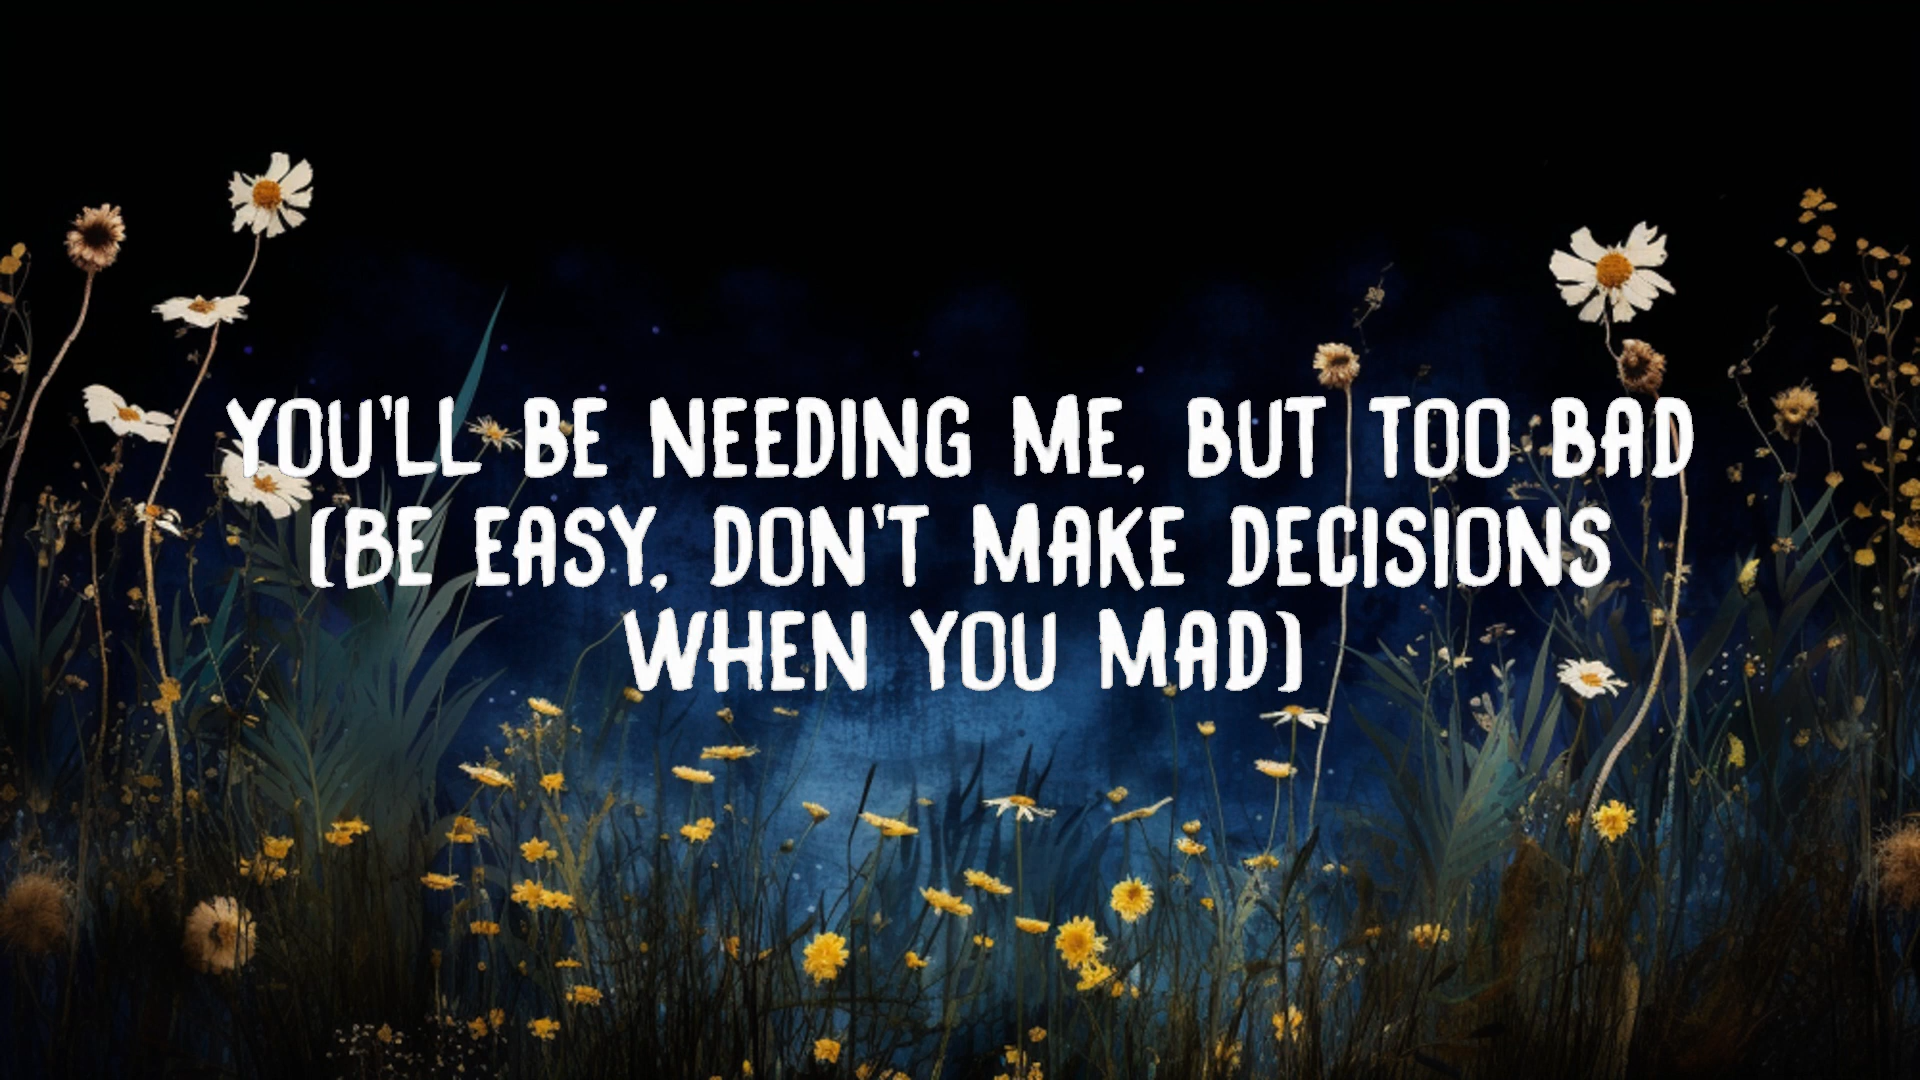 YOU'LL BE NEEDING ME, BUT TOO BAD
(BE EASY, DON'T MAKE DECISIONS
WHEN YOU MAD)